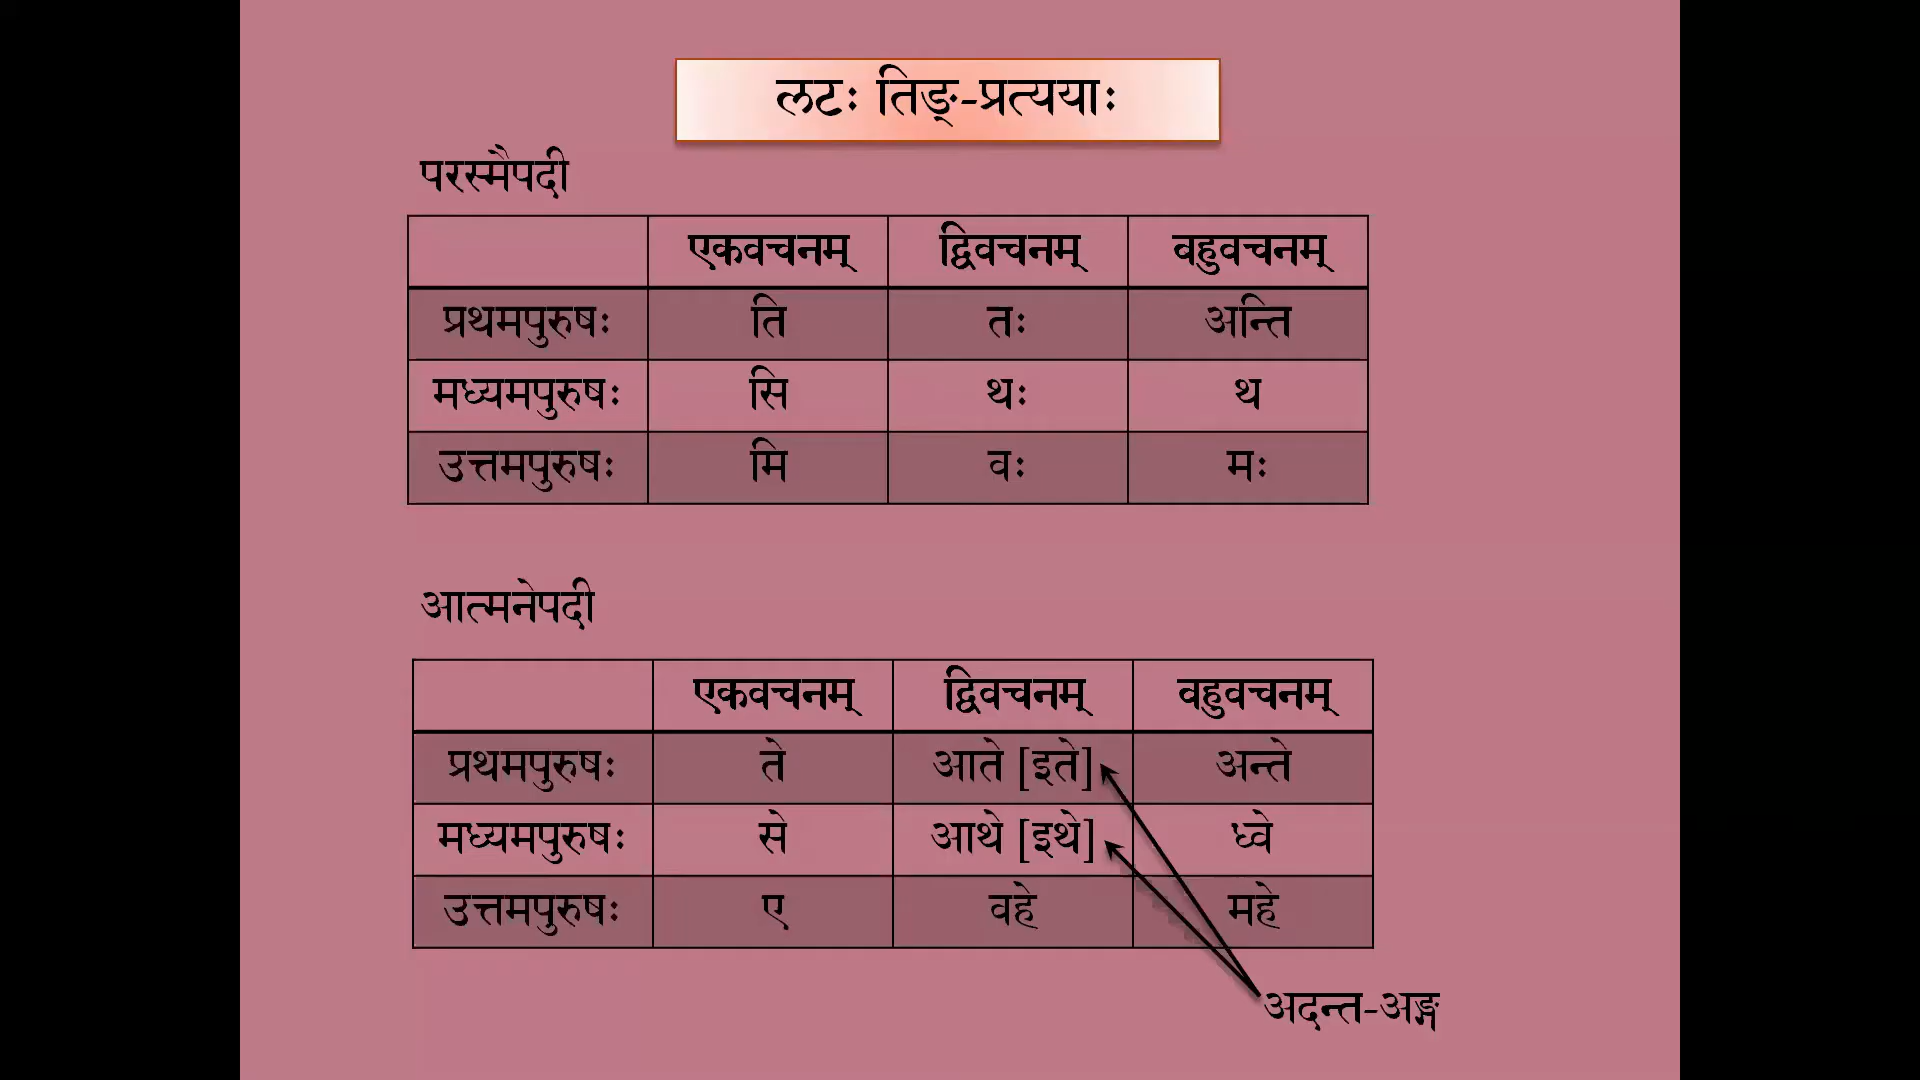 लटः तिङ्-प्रत्ययाः
परस्मैपदी
एकवचनम् द्विवचनम् वहुवचनम्
प्रथमपुरुषः ति तः अन्ति
मध्यमपुरुषः सि थः थ
उत्तमपुरुषः मि वः मः
आत्मनेपदी
एकवचनम् द्विवचनम् वहुवचनम्
प्रथमपुरुषः ते आते [इते] अन्ते
मध्यमपुरुषः से आथे [इथे] ध्वे
उत्तमपुरुषः ए वहे महे
अदन्त-अङ्ग